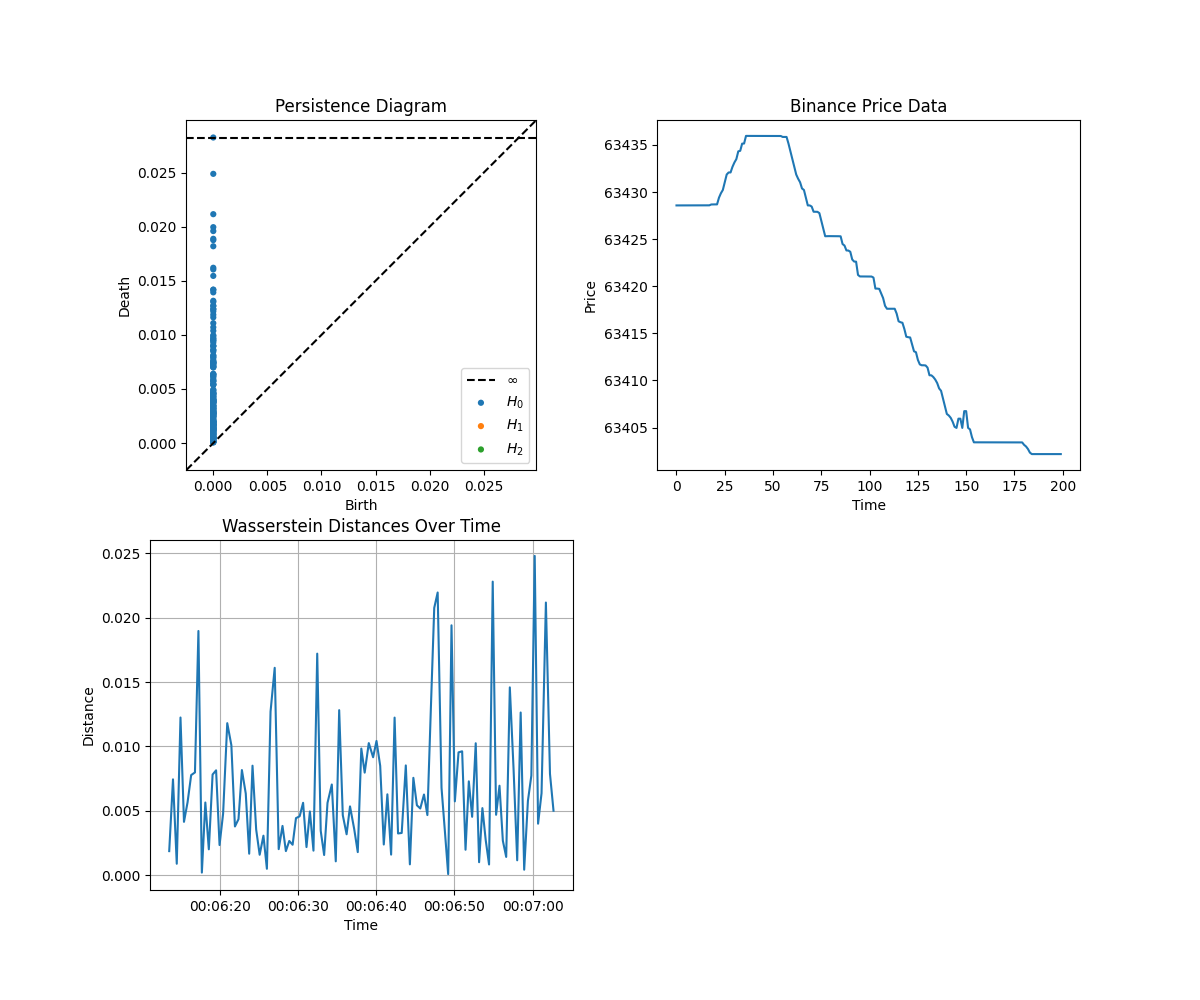 Persistence Diagram
Death
0.025
0.020
0.015
0.010
0.005
0.000
∞
H0
H1
H2
0.000 0.005 0.010 0.015 0.020 0.025
Birth
Binance Price Data
Price
63435
63430
63425
63420
63415
63410
63405
0 25 50 75 100 125 150 175 200
Time
Wasserstein Distances Over Time
Distance
0.025
0.020
0.015
0.010
0.005
0.000
00:06:20 00:06:30 00:06:40 00:06:50 00:07:00
Time